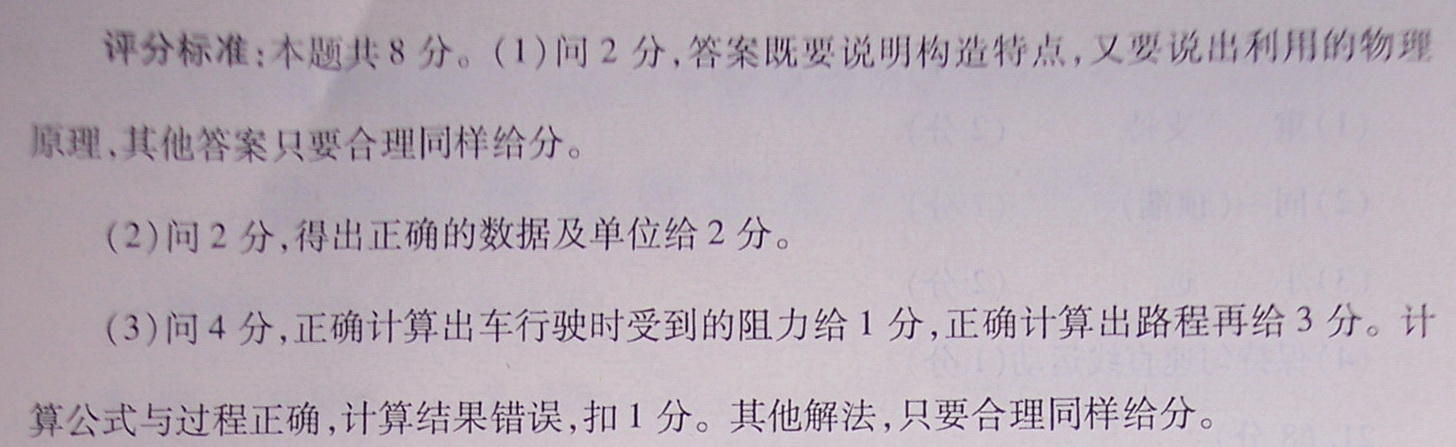 评分标准:本题共8分。(1)问2分,答案既要说明构造特点,又要说出利用的物理
原理,其他答案只要合理同样给分。
(2)问2分,得出正确的数据及单位给2分。
(3)问4分,正确计算出车行驶时受到的阻力给1分,正确计算出路程再给3分。计
算公式与过程正确,计算结果错误,扣1分。其他解法,只要合理同样给分。